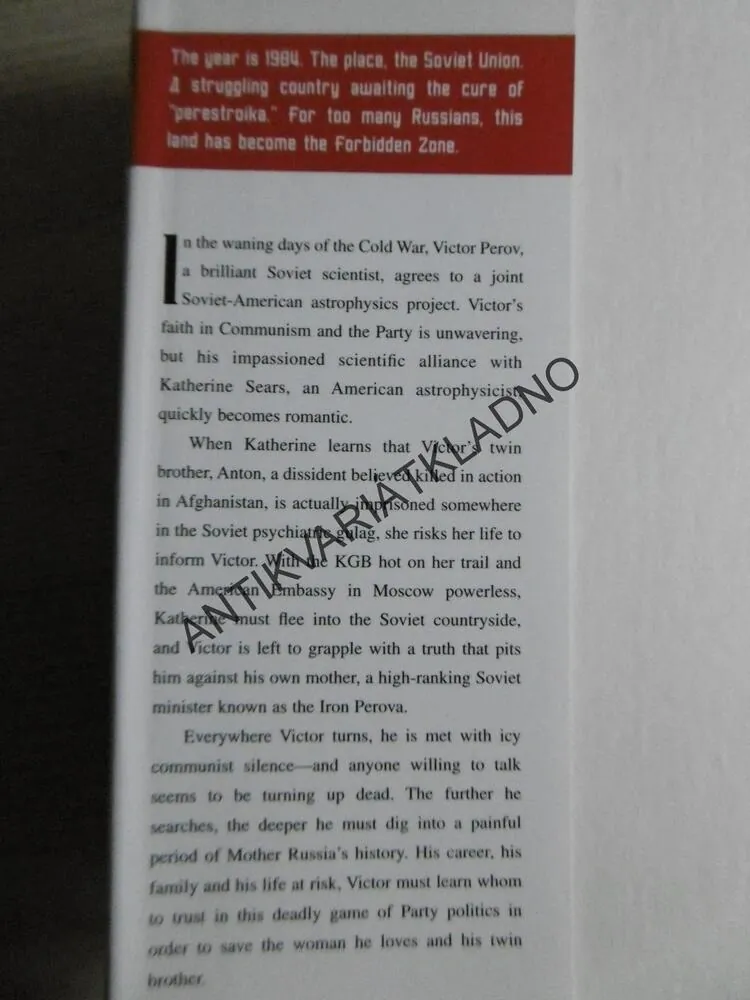 The year is 1984. The place, the Soviet Union.
A struggling country awaiting the cure of
"perestroika." For too many Russians, this
land has become the Forbidden Zone.
In the waning days of the Cold War, Victor Perov,
a brilliant Soviet scientist, agrees to a joint
Soviet-American astrophysics project. Victor's
faith in Communism and the Party is unwavering,
but his impassioned scientific alliance with
Katherine Sears, an American astrophysicist,
quickly becomes romantic.
When Katherine learns that Victor's twin
brother, Anton, a dissident believed killed in action
in Afghanistan, is actually imprisoned somewhere
in the Soviet psychiatric gulag, she risks her life to
inform Victor. With the KGB hot on her trail and
the American Embassy in Moscow powerless,
Katherine must flee into the Soviet countryside,
and Victor is left to grapple with a truth that pits
him against his own mother, a high-ranking Soviet
minister known as the Iron Perova.
Everywhere Victor turns, he is met with icy
communist silence—and anyone willing to talk
seems to be turning up dead. The further he
searches, the deeper he must dig into a painful
period of Mother Russia's history. His career, his
family and his life at risk, Victor must learn whom
to trust in this deadly game of Party politics in
order to save the woman he loves and his twin
brother.
ANTIKVARIATKLADNO